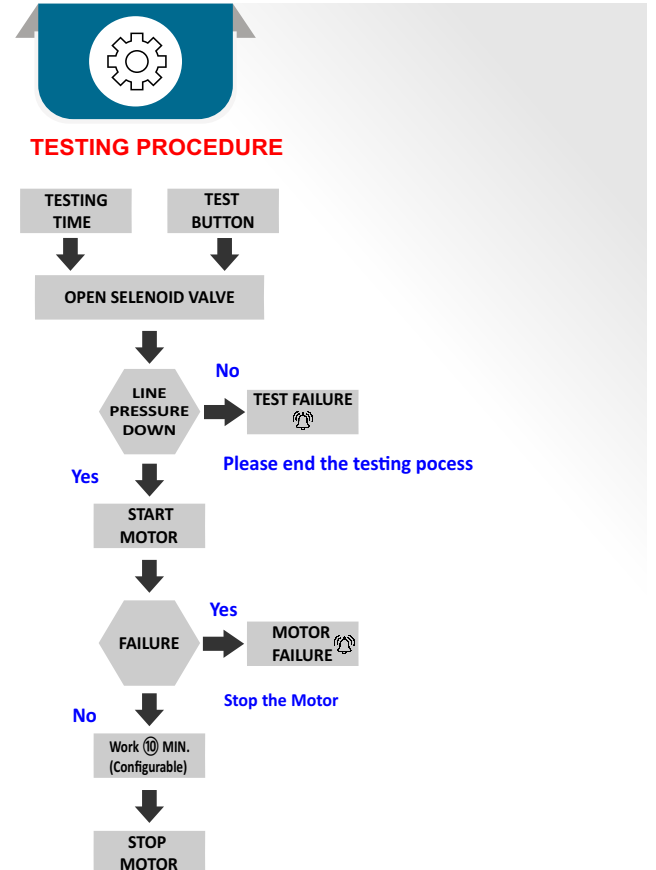 TESTING PROCEDURE
TESTING
TIME
TEST
BUTTON
OPEN SELENOID VALVE
No
LINE
PRESSURE
DOWN
TEST FAILURE
Please end the testing pocess
Yes
START
MOTOR
Yes
FAILURE
MOTOR
FAILURE
Stop the Motor
No
Work ⑩ MIN.
(Configurable)
STOP
MOTOR